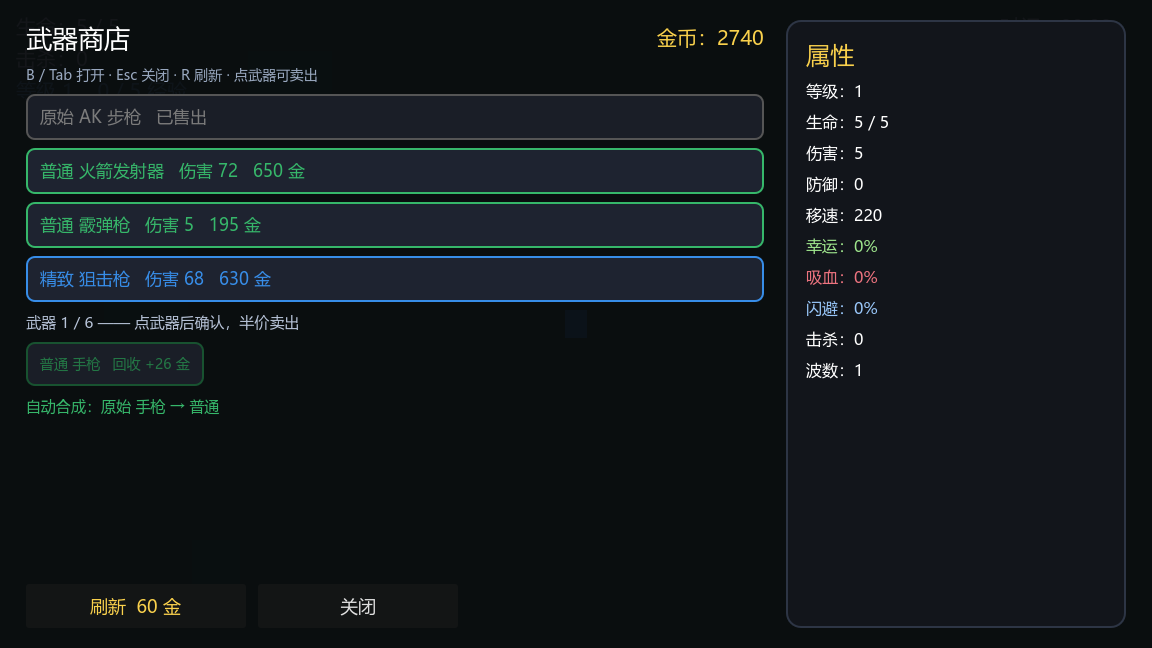 武器商店
金币：2740
B / Tab 打开 · Esc 关闭 · R 刷新 · 点武器可卖出
原始 AK 步枪 已售出
普通 火箭发射器 伤害 72 650 金
普通 霰弹枪 伤害 5 195 金
精致 狙击枪 伤害 68 630 金
武器 1 / 6 —— 点武器后确认，半价卖出
普通 手枪 回收 +26 金
自动合成：原始 手枪 → 普通
刷新 60 金
关闭
属性
等级：1
生命：5 / 5
伤害：5
防御：0
移速：220
幸运：0%
吸血：0%
闪避：0%
击杀：0
波数：1